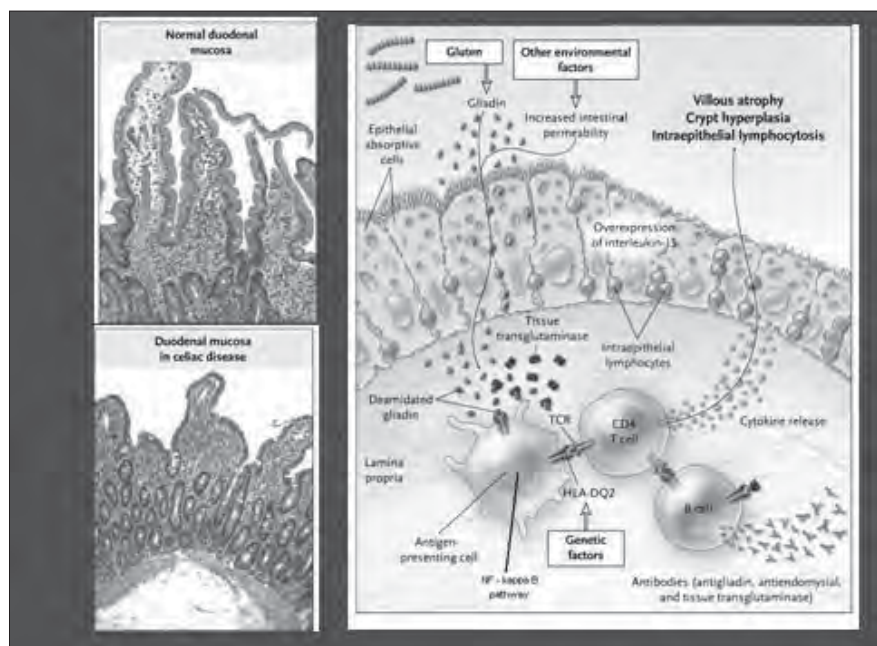 Normal duodenal
mucosa
Duodenal mucosa
in celiac disease
Gluten
Other environmental
factors
Gliadin
Increased intestinal
permeability
Villous atrophy
Crypt hyperplasia
Intraepithelial lymphocytosis
Epithelial
absorptive
cells
Overexpression
of interleukin-15
Tissue
transglutaminase
Intraepithelial
lymphocytes
Deamidated
gliadin
TCR
CD4
T cell
Cytokine release
Lamina
propria
HLA-DQ2
B cell
Antigen-
presenting cell
Genetic
factors
NF - kappa-B
pathway
Antibodies (antigliadin, antiendomysial,
and tissue transglutaminase)